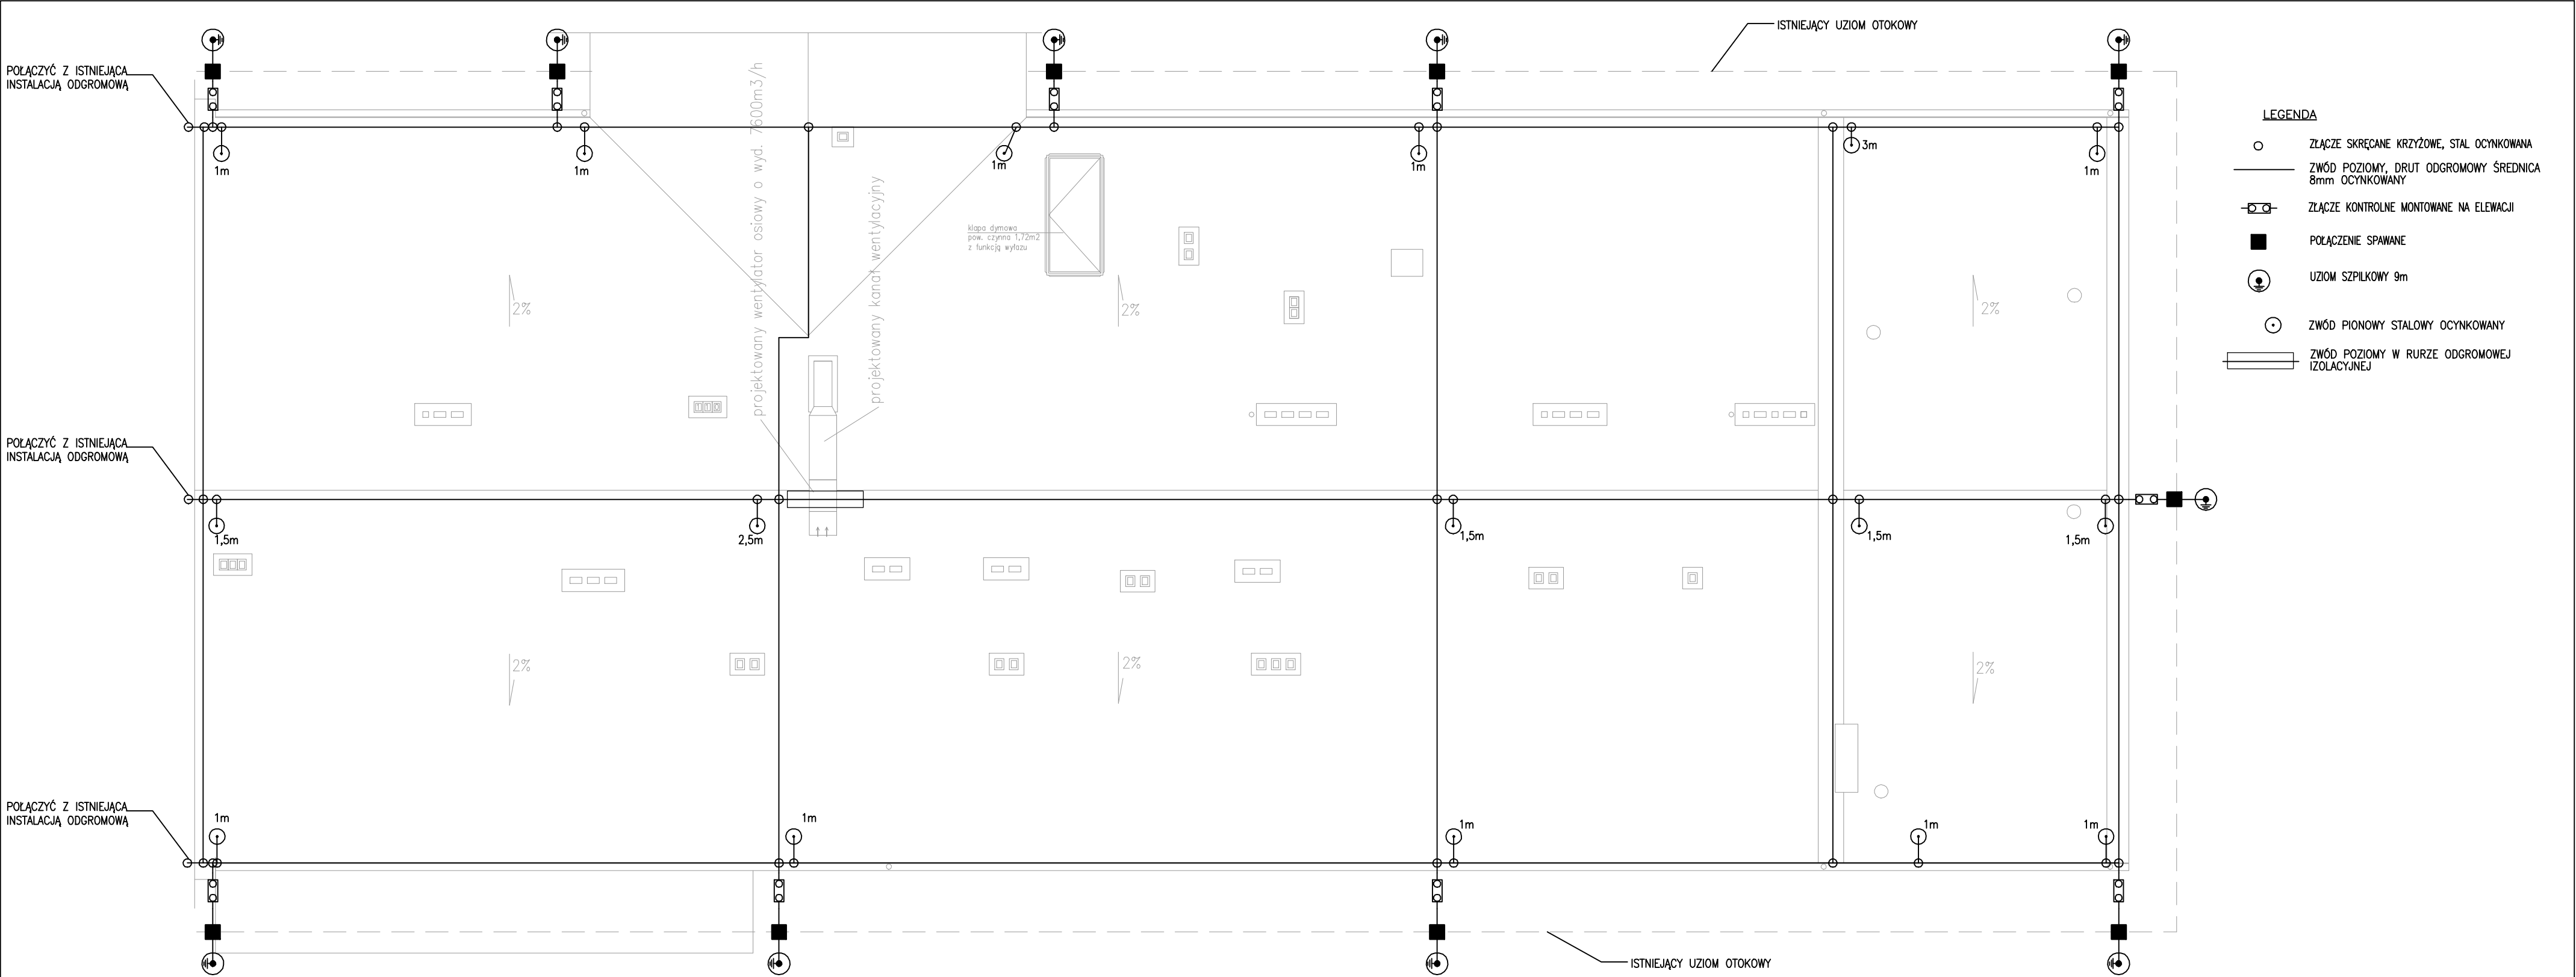 ISTNIEJĄCY UZIOM OTOKOWY
POŁĄCZYĆ Z ISTNIEJĄCA
INSTALACJĄ ODGROMOWĄ
projektowany wentylator osiowy o wyd. 7600m3/h
projektowany kanał wentylacyjny
1m
1m
1m
1m
3m
1m
klapa dymowa
pow. czynna 1,72m2
z funkcją wyłazu
2%
2%
2%
POŁĄCZYĆ Z ISTNIEJĄCA
INSTALACJĄ ODGROMOWĄ
1,5m
2,5m
1,5m
1,5m
1,5m
2%
2%
2%
POŁĄCZYĆ Z ISTNIEJĄCA
INSTALACJĄ ODGROMOWĄ
1m
1m
1m
1m
1m
ISTNIEJĄCY UZIOM OTOKOWY
LEGENDA
ZŁĄCZE SKRĘCANE KRZYŻOWE, STAL OCYNKOWANA
ZWÓD POZIOMY, DRUT ODGROMOWY ŚREDNICA
8mm OCYNKOWANY
ZŁĄCZE KONTROLNE MONTOWANE NA ELEWACJI
POŁĄCZENIE SPAWANE
UZIOM SZPILKOWY 9m
ZWÓD PIONOWY STALOWY OCYNKOWANY
ZWÓD POZIOMY W RURZE ODGROMOWEJ
IZOLACYJNEJ